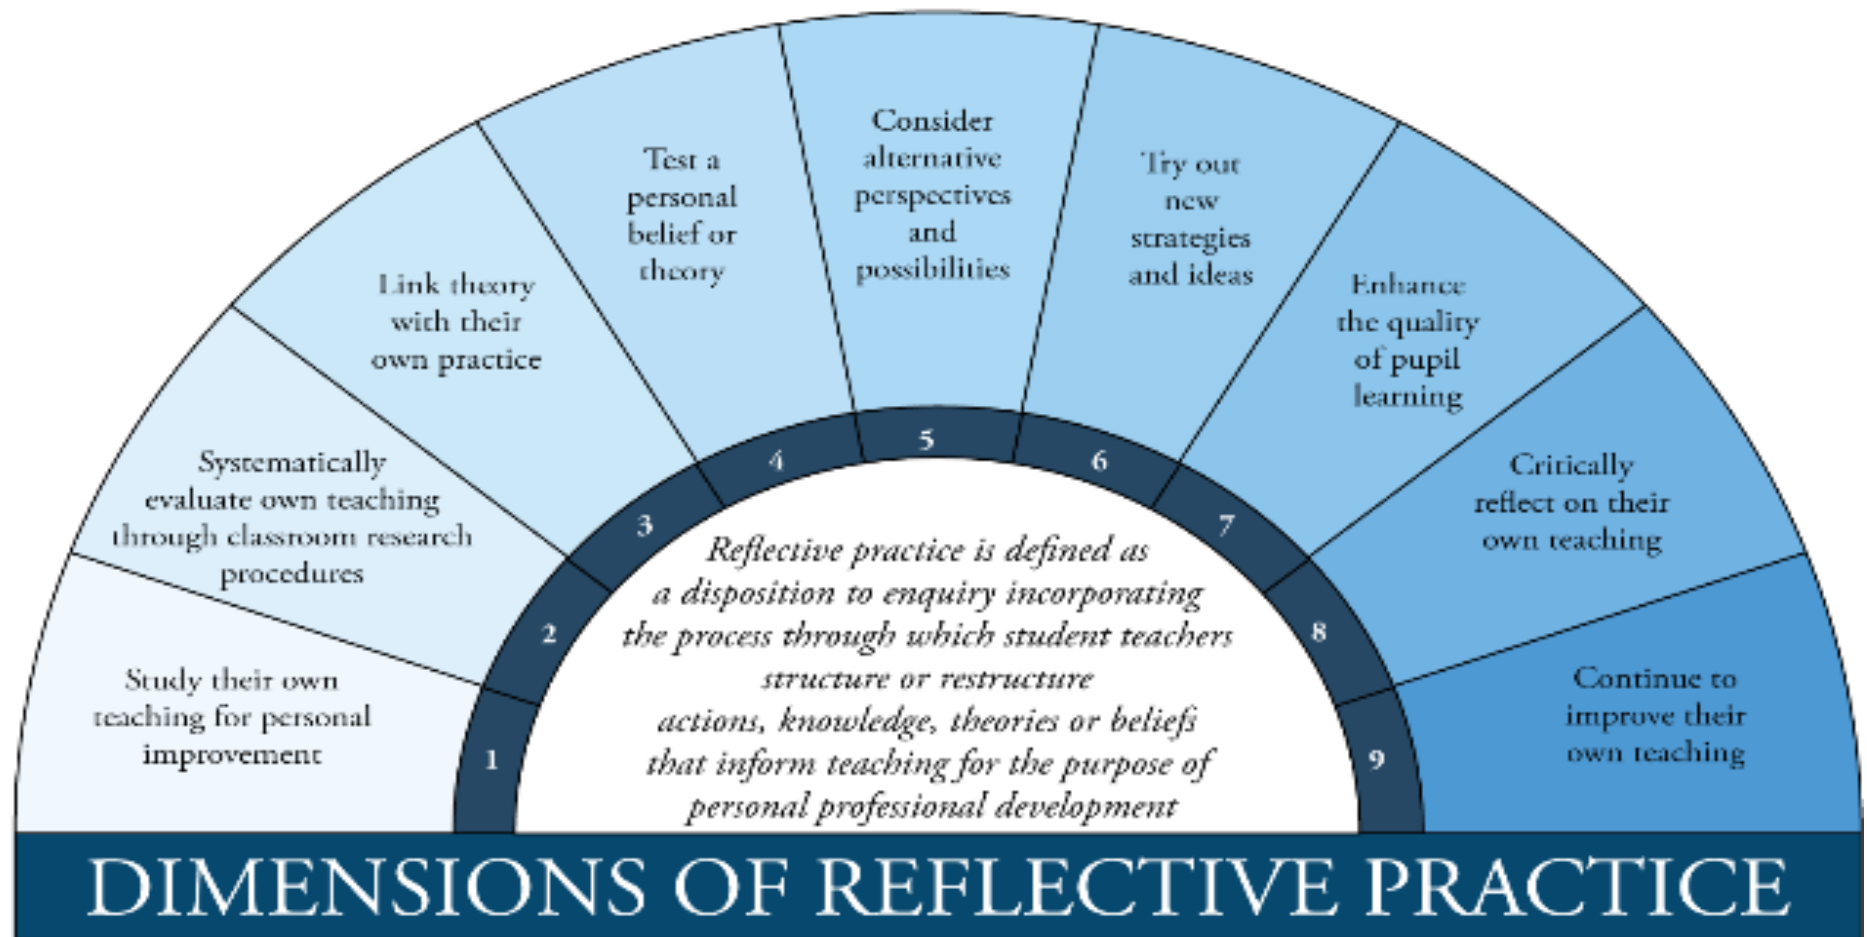 Study their own
teaching for personal
improvement
1
Systematically
evaluate own teaching
through classroom research
procedures
2
Link theory
with their
own practice
3
Test a
personal
belief or
theory
4
Consider
alternative
perspectives
and
possibilities
5
Try out
new
strategies
and ideas
6
Enhance
the quality
of pupil
learning
7
Critically
reflect on their
own teaching
8
Continue to
improve their
own teaching
9
Reflective practice is defined as
a disposition to enquiry incorporating
the process through which student teachers
structure or restructure
actions, knowledge, theories or beliefs
that inform teaching for the purpose of
personal professional development
DIMENSIONS OF REFLECTIVE PRACTICE